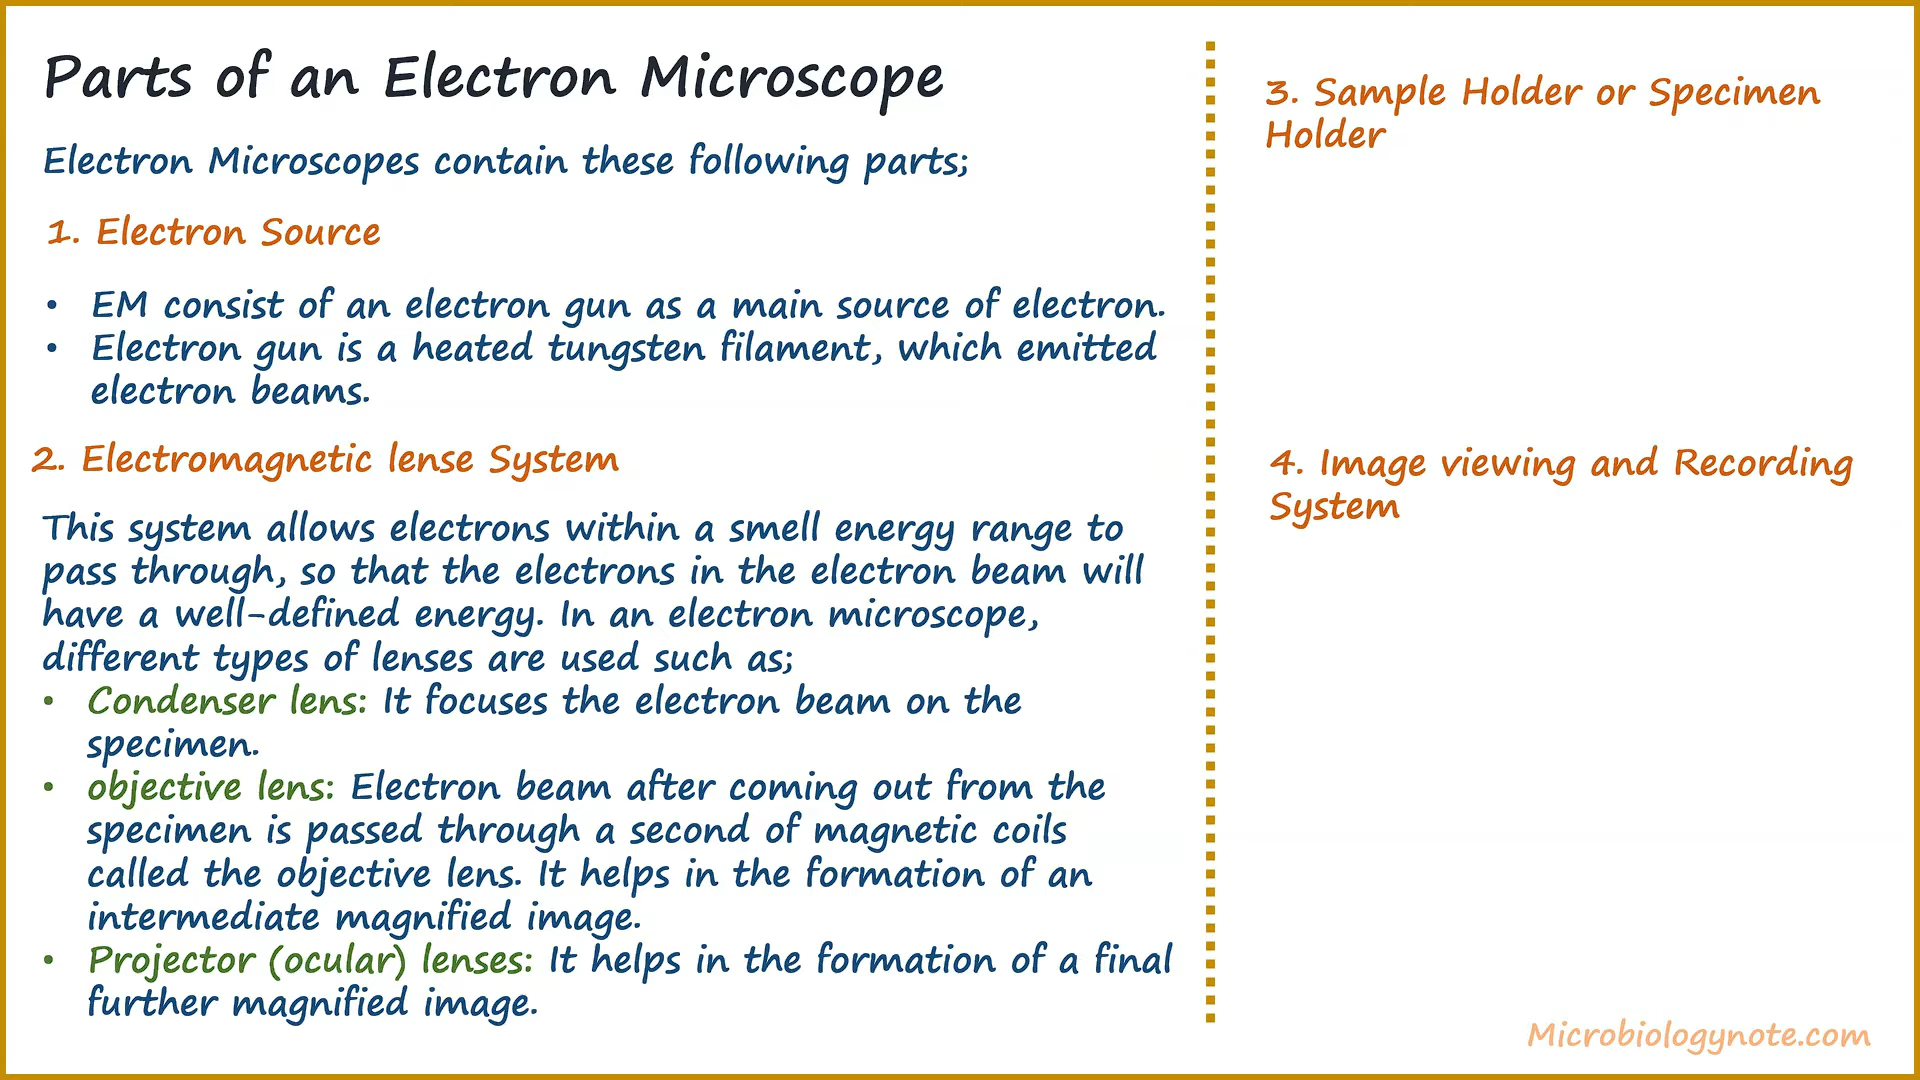 Parts of an Electron Microscope
Electron Microscopes contain these following parts;
1. Electron Source
• EM consist of an electron gun as a main source of electron.
• Electron gun is a heated tungsten filament, which emitted
electron beams.
2. Electromagnetic lense System
This system allows electrons within a smell energy range to
pass through, so that the electrons in the electron beam will
have a well-defined energy. In an electron microscope,
different types of lenses are used such as;
• Condenser lens: It focuses the electron beam on the
specimen.
• objective lens: Electron beam after coming out from the
specimen is passed through a second of magnetic coils
called the objective lens. It helps in the formation of an
intermediate magnified image.
• Projector (ocular) lenses: It helps in the formation of a final
further magnified image.
3. Sample Holder or Specimen
Holder
4. Image viewing and Recording
System
Microbiologynote.com